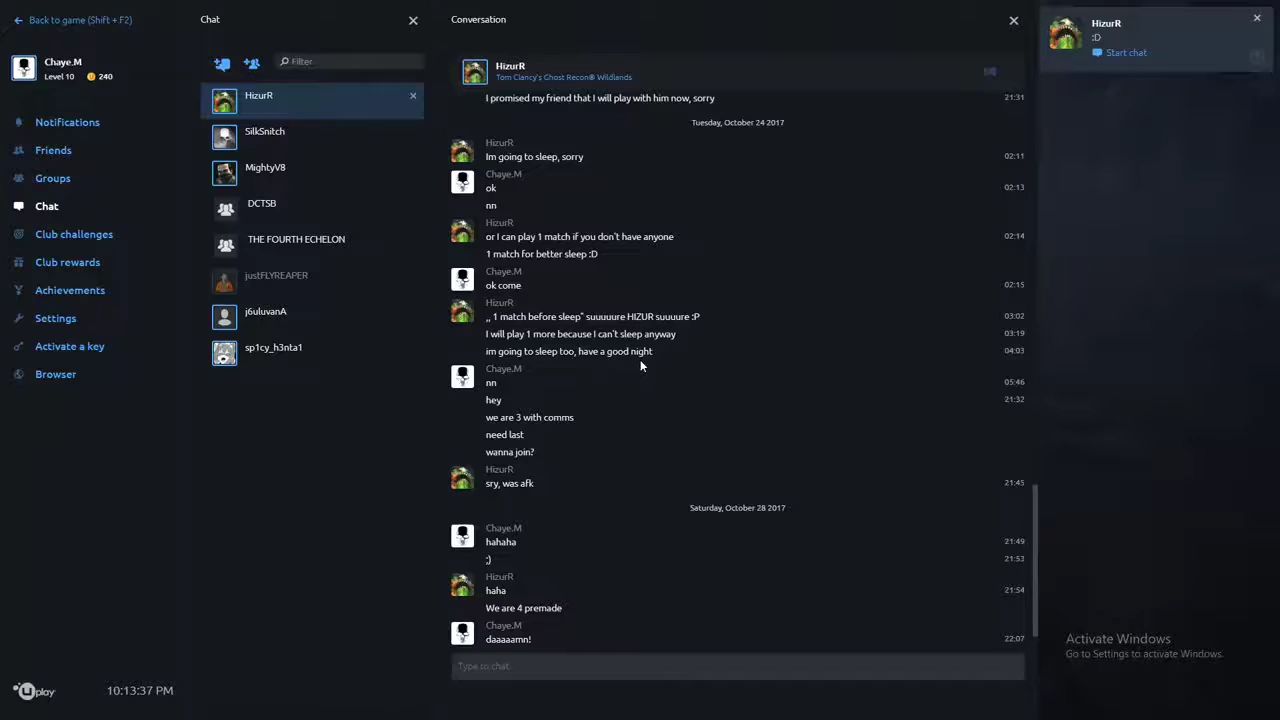 Back to game (Shift + F2)
Chaye.M
Level 10
240
Notifications
Friends
Groups
Chat
Club challenges
Club rewards
Achievements
Settings
Activate a key
Browser
uplay
10:13:37 PM
Chat
Filter
HizurR
SilkSnitch
MightyV8
DCTSB
THE FOURTH ECHELON
justFLYREAPER
j6uluvanA
sp1cy_h3nta1
Conversation
HizurR
Tom Clancy's Ghost Recon® Wildlands
I promised my friend that I will play with him now, sorry 21:31
Tuesday, October 24 2017
HizurR
Im going to sleep, sorry 02:11
Chaye.M
ok 02:13
nn
HizurR
or I can play 1 match if you don't have anyone 02:14
1 match for better sleep :D
Chaye.M
ok come 02:15
HizurR
,, 1 match before sleep" suuuuure HIZUR suuuure :P 03:02
I will play 1 more because I can't sleep anyway 03:19
im going to sleep too, have a good night 04:03
Chaye.M
nn 05:46
hey 21:32
we are 3 with comms
need last
wanna join?
HizurR
sry, was afk 21:45
Saturday, October 28 2017
Chaye.M
hahaha 21:49
;) 21:53
HizurR
haha 21:54
We are 4 premade
Chaye.M
daaaaamn! 22:07
Type to chat
HizurR
:D
Start chat
Activate Windows
Go to Settings to activate Windows.